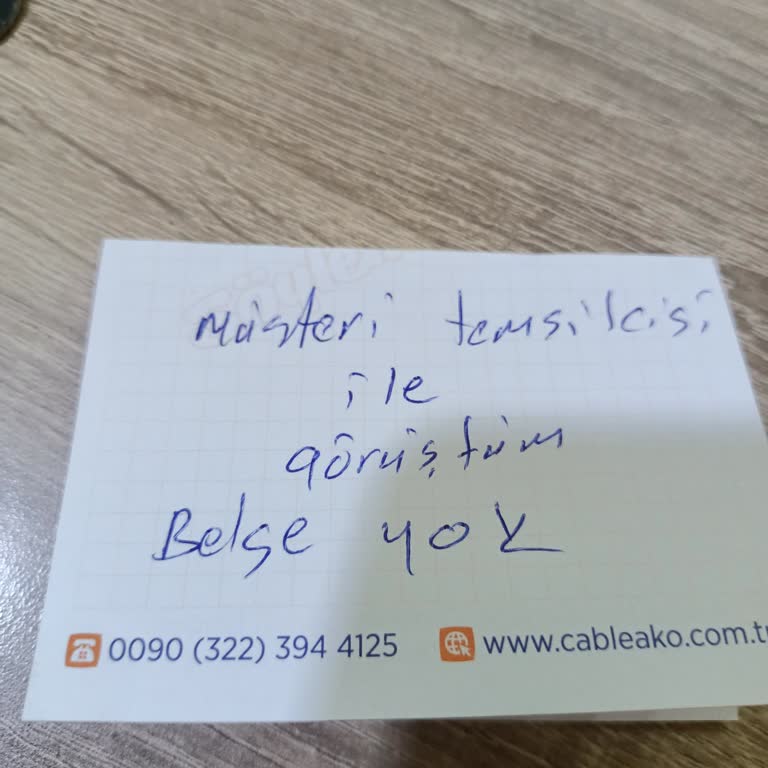 müşteri temsilcisi
ile
görüştüm
Belge yok
0090 (322) 394 4125 www.cableako.com.tr